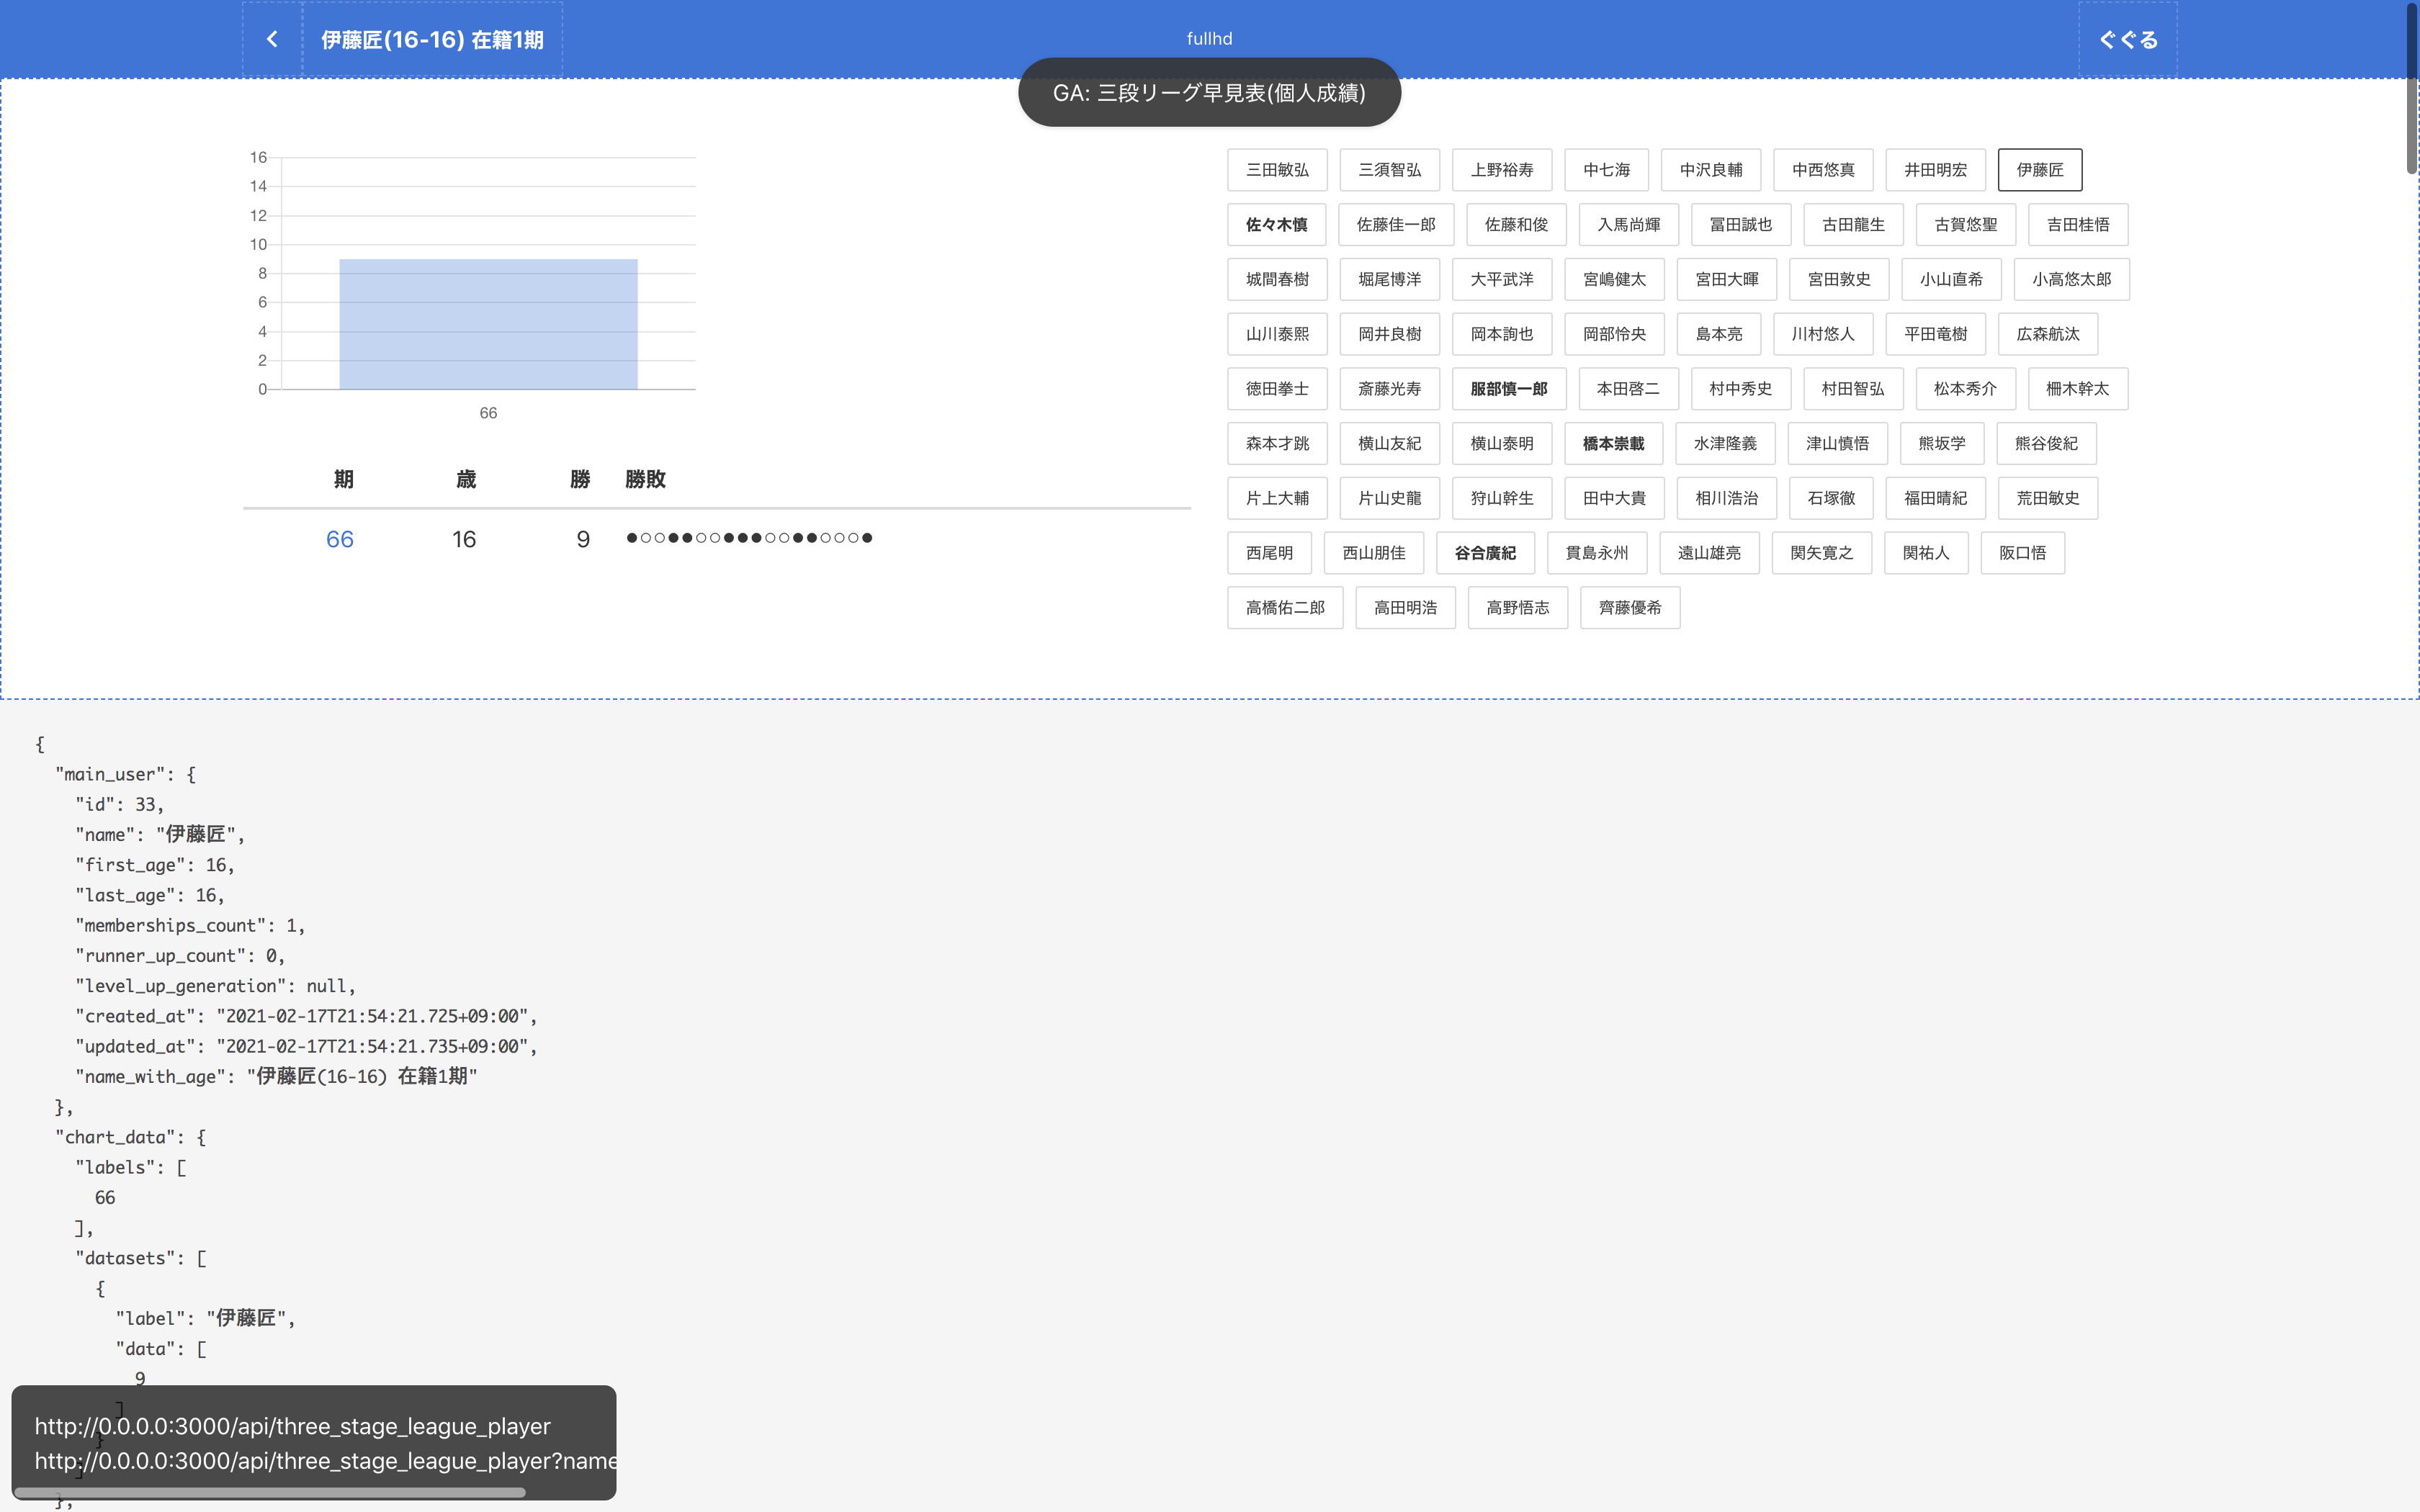 伊藤匠(16-16) 在籍1期
fullhd
ぐぐる
GA: 三段リーグ早見表(個人成績)
16
14
12
10
8
6
4
2
0
66
期 歳 勝 勝敗
66 16 9 ●○○●●○○●●●○○●●○○○●
三田敏弘 三須智弘 上野裕寿 中七海 中沢良輔 中西悠真 井田明宏 伊藤匠
佐々木慎 佐藤佳一郎 佐藤和俊 入馬尚輝 冨田誠也 古田龍生 古賀悠聖 吉田桂悟
城間春樹 堀尾博洋 大平武洋 宮嶋健太 宮田大暉 宮田敦史 小山直希 小高悠太郎
山川泰熙 岡井良樹 岡本詢也 岡部怜央 島本亮 川村悠人 平田竜樹 広森航汰
徳田拳士 斎藤光寿 服部慎一郎 本田啓二 村中秀史 村田智弘 松本秀介 柵木幹太
森本才跳 横山友紀 横山泰明 橋本崇載 水津隆義 津山慎悟 熊坂学 熊谷俊紀
片上大輔 片山史龍 狩山幹生 田中大貴 相川浩治 石塚徹 福田晴紀 荒田敏史
西尾明 西山朋佳 谷合廣紀 貫島永州 遠山雄亮 関矢寛之 関祐人 阪口悟
高橋佑二郎 高田明浩 高野悟志 齊藤優希
{
"main_user": {
"id": 33,
"name": "伊藤匠",
"first_age": 16,
"last_age": 16,
"memberships_count": 1,
"runner_up_count": 0,
"level_up_generation": null,
"created_at": "2021-02-17T21:54:21.725+09:00",
"updated_at": "2021-02-17T21:54:21.735+09:00",
"name_with_age": "伊藤匠(16-16) 在籍1期"
},
"chart_data": {
"labels": [
66
],
"datasets": [
{
"label": "伊藤匠",
"data": [
9
]
}
]
},
http://0.0.0.0:3000/api/three_stage_league_player
http://0.0.0.0:3000/api/three_stage_league_player?name